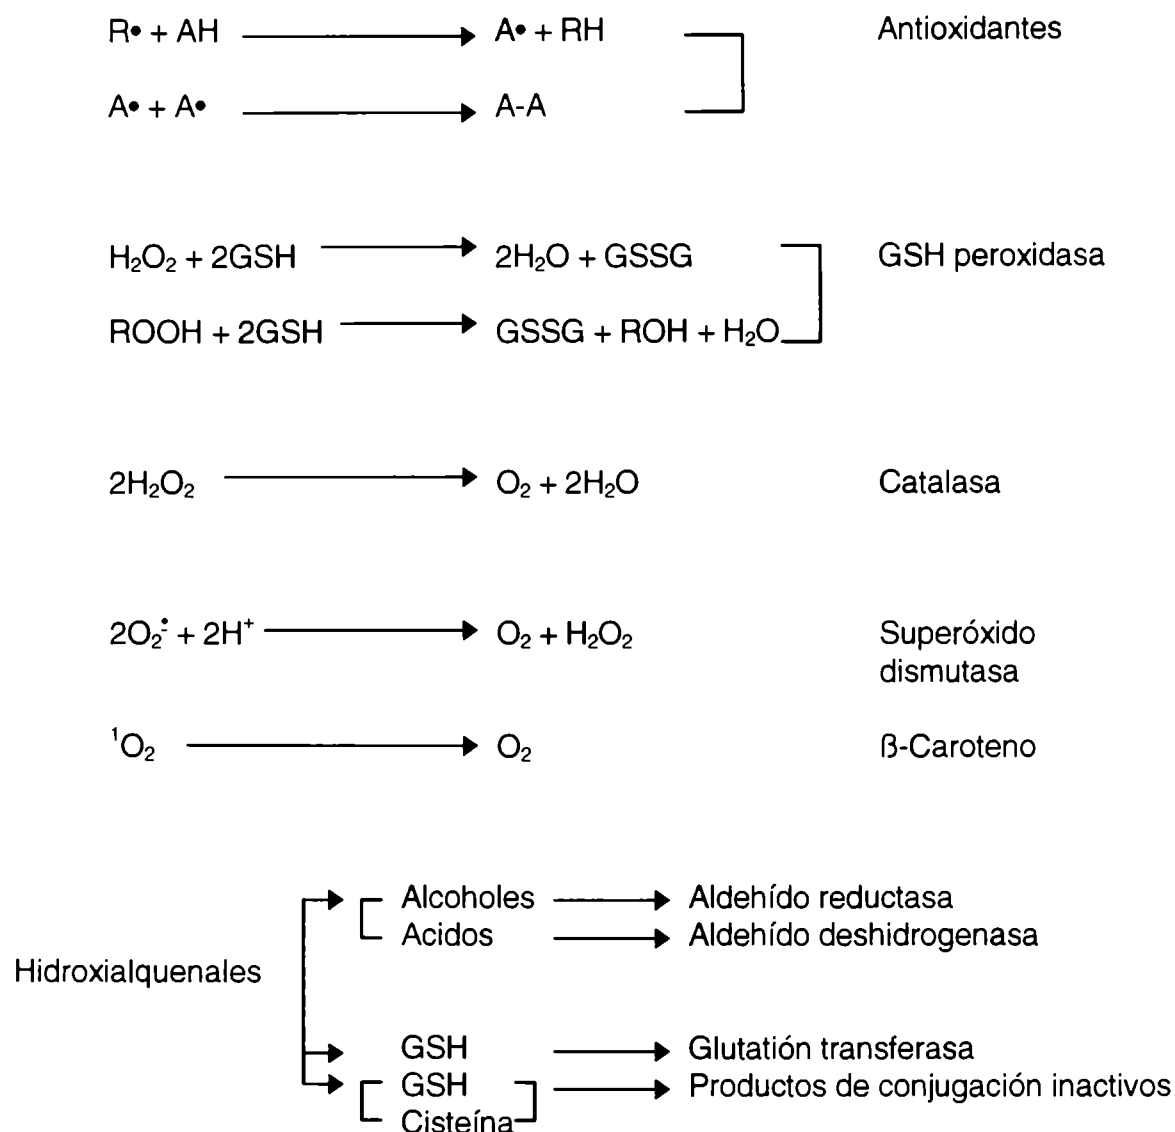 R• + AH → A• + RH Antioxidantes
A• + A• → A-A
H₂O₂ + 2GSH → 2H₂O + GSSG GSH peroxidasa
ROOH + 2GSH → GSSG + ROH + H₂O
2H₂O₂ → O₂ + 2H₂O Catalasa
2O₂•⁻ + 2H⁺ → O₂ + H₂O₂ Superóxido
dismutasa
¹O₂ → O₂ ß-Caroteno
Alcoholes → Aldehído reductasa
Acidos → Aldehído deshidrogenasa
Hidroxialquenales
GSH → Glutatión transferasa
GSH → Productos de conjugación inactivos
Cisteína